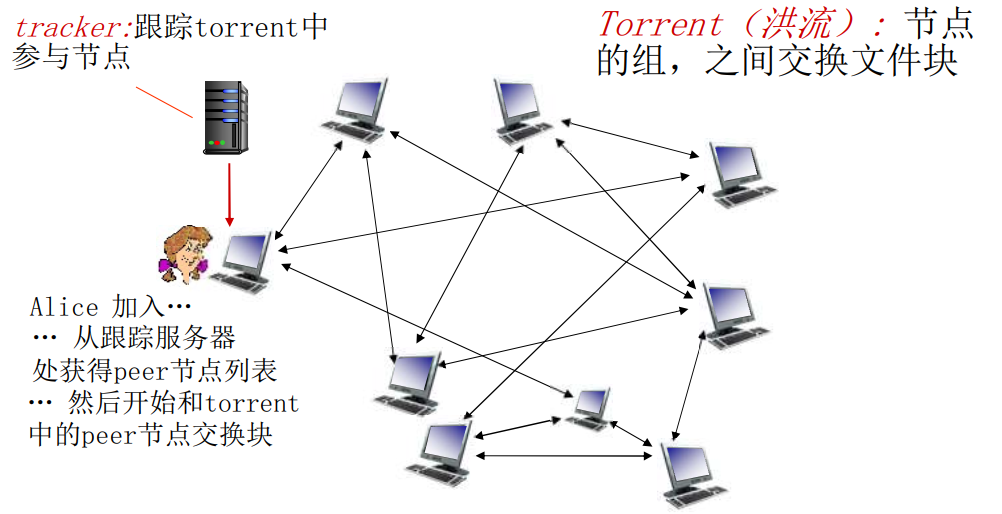 tracker:跟踪torrent中
参与节点
Torrent（洪流）: 节点
的组，之间交换文件块
Alice 加入…
… 从跟踪服务器
处获得peer节点列表
… 然后开始和torrent
中的peer节点交换块